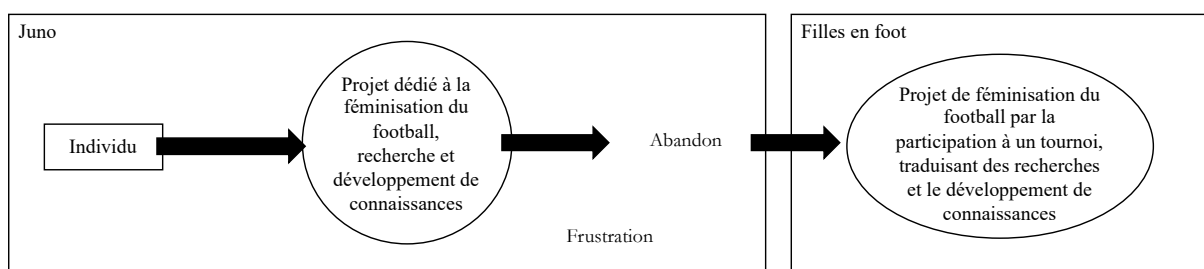 Juno
Individu
Projet dédié à la
féminisation du
football,
recherche et
développement de
connaissances
Abandon
Frustration
Filles en foot
Projet de féminisation du
football par la
participation à un tournoi,
traduisant des recherches
et le développement de
connaissances